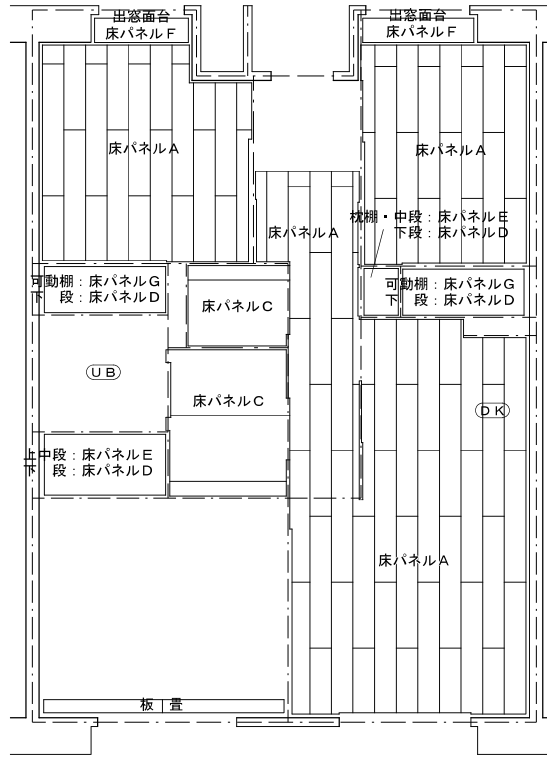 出窓面台
床パネルF
出窓面台
床パネルF
床パネルA
床パネルA
枕棚・中段：床パネルE
下段：床パネルD
床パネルA
可動棚：床パネルG
下　段：床パネルD
床パネルC
可動棚：床パネルG
下　段：床パネルD
UB
床パネルC
DK
上中段：床パネルE
下　段：床パネルD
床パネルA
板畳